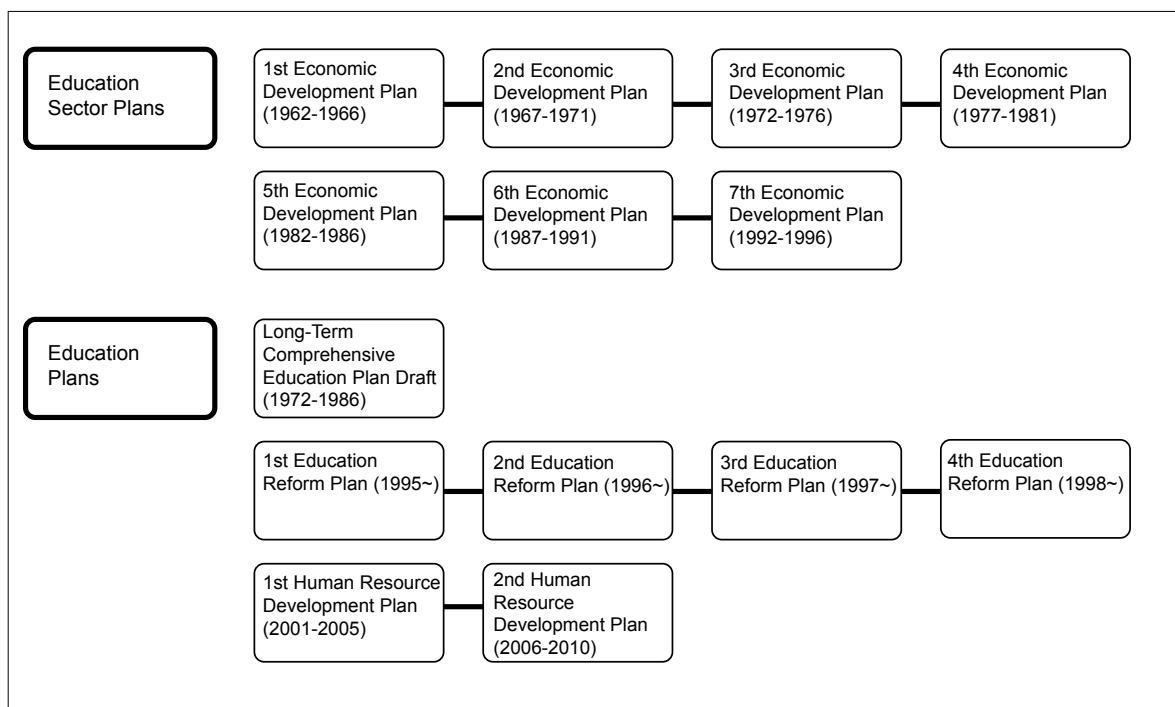 Education
Sector Plans
1st Economic
Development Plan
(1962-1966)
2nd Economic
Development Plan
(1967-1971)
3rd Economic
Development Plan
(1972-1976)
4th Economic
Development Plan
(1977-1981)
5th Economic
Development Plan
(1982-1986)
6th Economic
Development Plan
(1987-1991)
7th Economic
Development Plan
(1992-1996)
Education
Plans
Long-Term
Comprehensive
Education Plan Draft
(1972-1986)
1st Education
Reform Plan (1995~)
2nd Education
Reform Plan (1996~)
3rd Education
Reform Plan (1997~)
4th Education
Reform Plan (1998~)
1st Human Resource
Development Plan
(2001-2005)
2nd Human
Resource
Development Plan
(2006-2010)